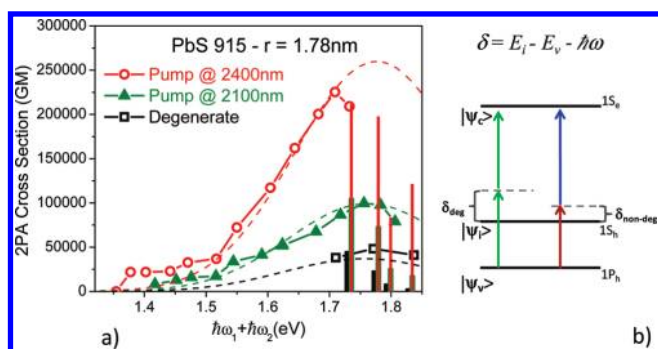 PbS 915 - r = 1.78nm
Pump @ 2400nm
Pump @ 2100nm
Degenerate
2PA Cross Section (GM)
300000
250000
200000
150000
100000
50000
0
1.4 1.5 1.6 1.7 1.8
ħω₁+ħω₂(eV)
a)
δ = Eᵢ - Eᵥ - ħω
1Sₑ
|ψ꜀>
δdeg
δnon-deg
|ψᵢ>
1Sₕ
|ψᵥ>
1Pₕ
b)